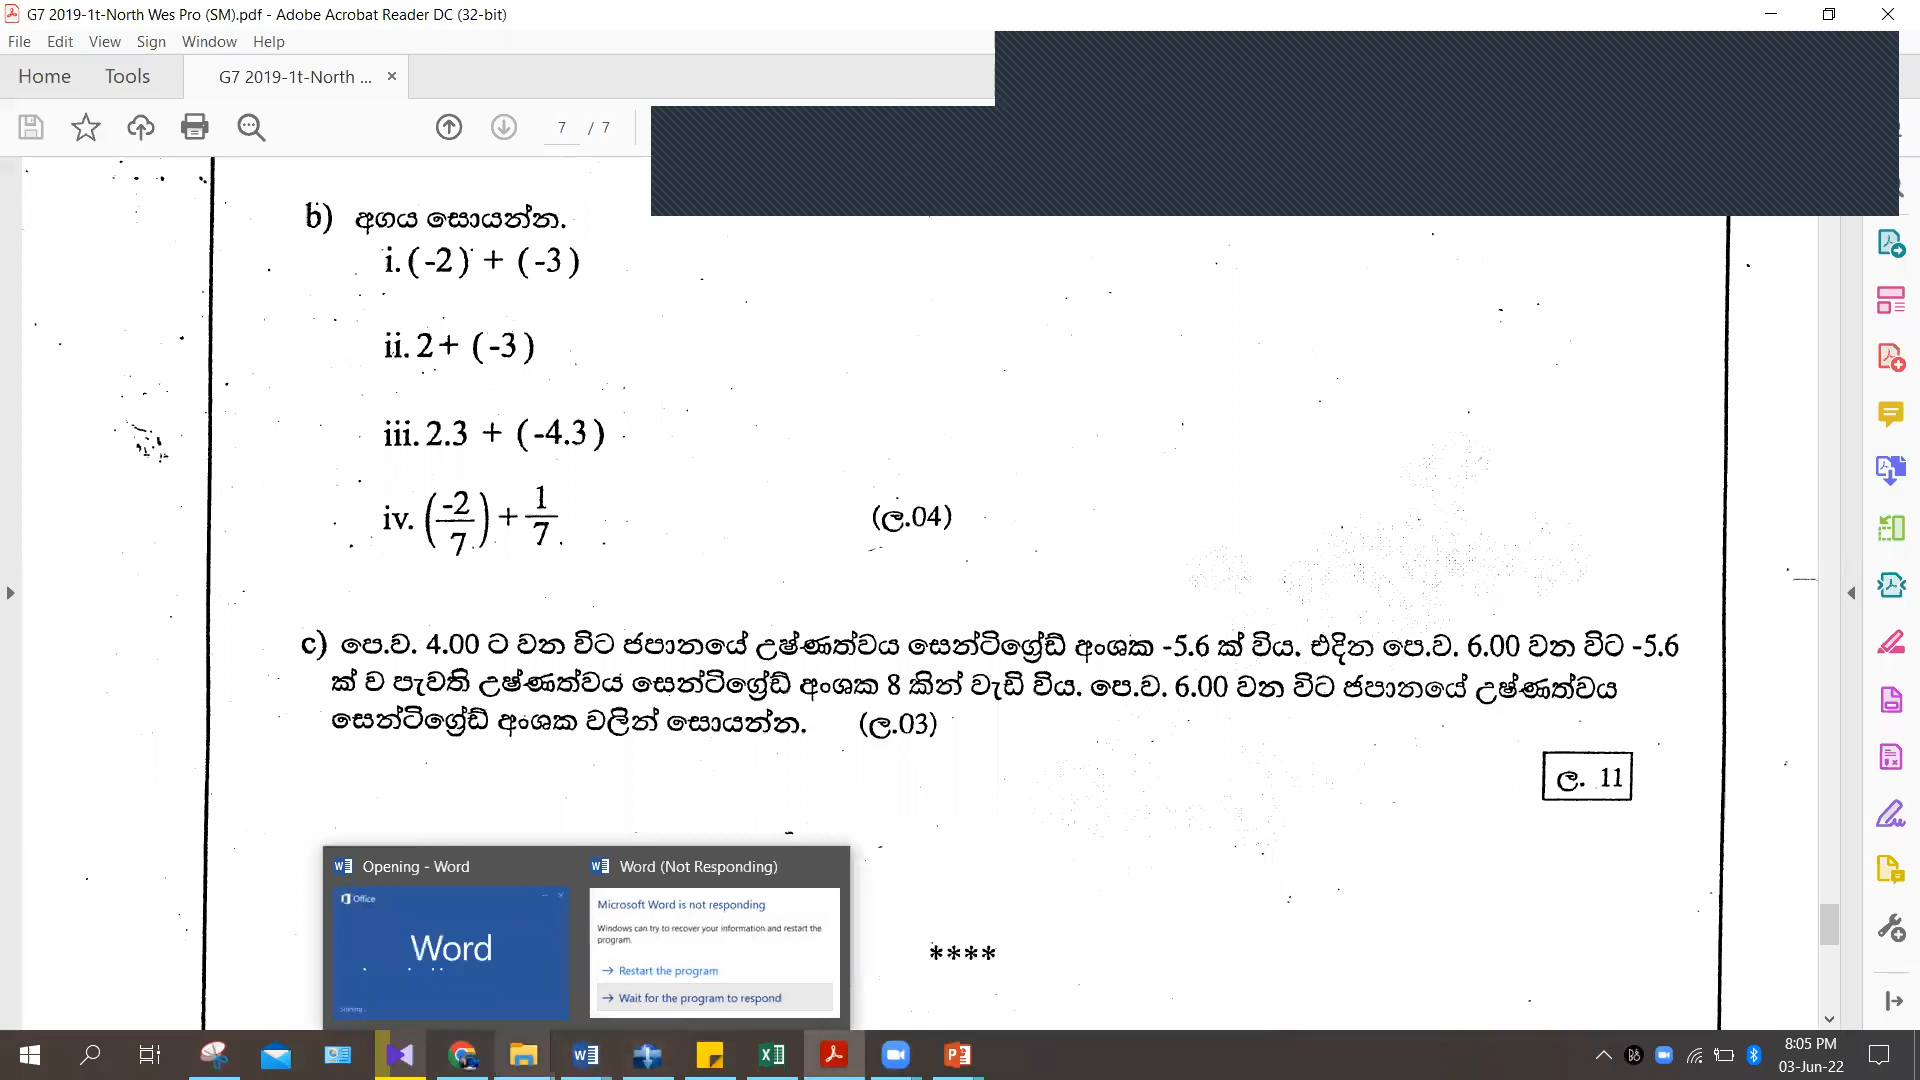 G7 2019-1t-North Wes Pro (SM).pdf - Adobe Acrobat Reader DC (32-bit)
File Edit View Sign Window Help
Home Tools G7 2019-1t-North ... ×
7 / 7
b) අගය සොයන්න.
i. (-2) + (-3)
ii. 2 + (-3)
iii. 2.3 + (-4.3)
iv. (-2/7) + 1/7 (ල.04)
c) පෙ.ව. 4.00 ට වන විට ජපානයේ උෂ්ණත්වය සෙන්ටිග්‍රේඩ් අංශක -5.6 ක් විය. එදින පෙ.ව. 6.00 වන විට -5.6
ක් ව පැවති උෂ්ණත්වය සෙන්ටිග්‍රේඩ් අංශක 8 කින් වැඩි විය. පෙ.ව. 6.00 වන විට ජපානයේ උෂ්ණත්වය
සෙන්ටිග්‍රේඩ් අංශක වලින් සොයන්න. (ල.03)
ල. 11
Opening - Word Word (Not Responding)
Office
Word
Starting...
Microsoft Word is not responding
Windows can try to recover your information and restart the
program.
→ Restart the program
→ Wait for the program to respond
****
8:05 PM
03-Jun-22